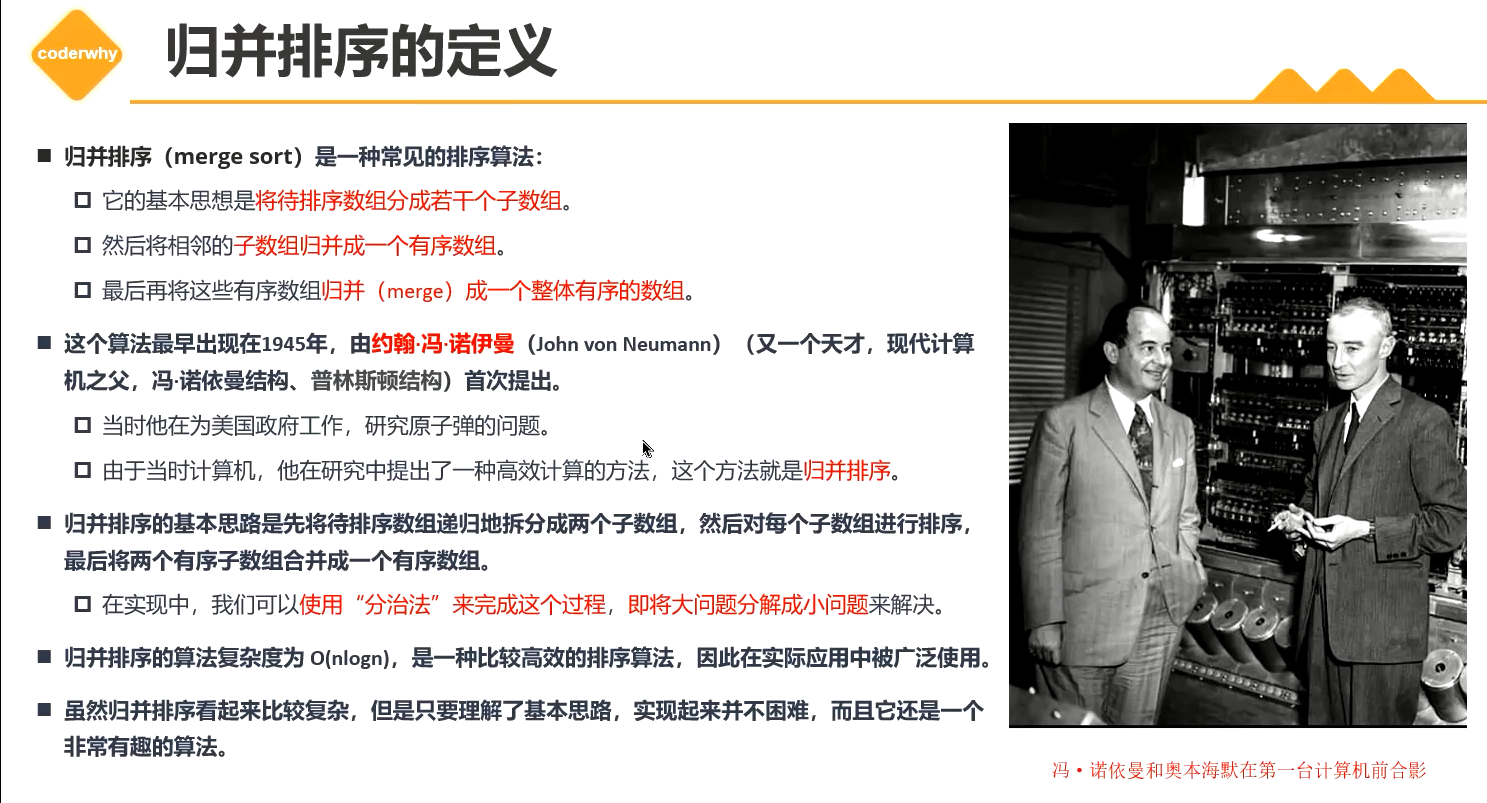 coderwhy
归并排序的定义
归并排序（merge sort）是一种常见的排序算法：
它的基本思想是将待排序数组分成若干个子数组。
然后将相邻的子数组归并成一个有序数组。
最后再将这些有序数组归并（merge）成一个整体有序的数组。
这个算法最早出现在1945年，由约翰·冯·诺伊曼（John von Neumann）（又一个天才，现代计算
机之父，冯·诺依曼结构、普林斯顿结构）首次提出。
当时他在为美国政府工作，研究原子弹的问题。
由于当时计算机，他在研究中提出了一种高效计算的方法，这个方法就是归并排序。
归并排序的基本思路是先将待排序数组递归地拆分成两个子数组，然后对每个子数组进行排序，
最后将两个有序子数组合并成一个有序数组。
在实现中，我们可以使用“分治法”来完成这个过程，即将大问题分解成小问题来解决。
归并排序的算法复杂度为 O(nlogn)，是一种比较高效的排序算法，因此在实际应用中被广泛使用。
虽然归并排序看起来比较复杂，但是只要理解了基本思路，实现起来并不困难，而且它还是一个
非常有趣的算法。
冯·诺依曼和奥本海默在第一台计算机前合影